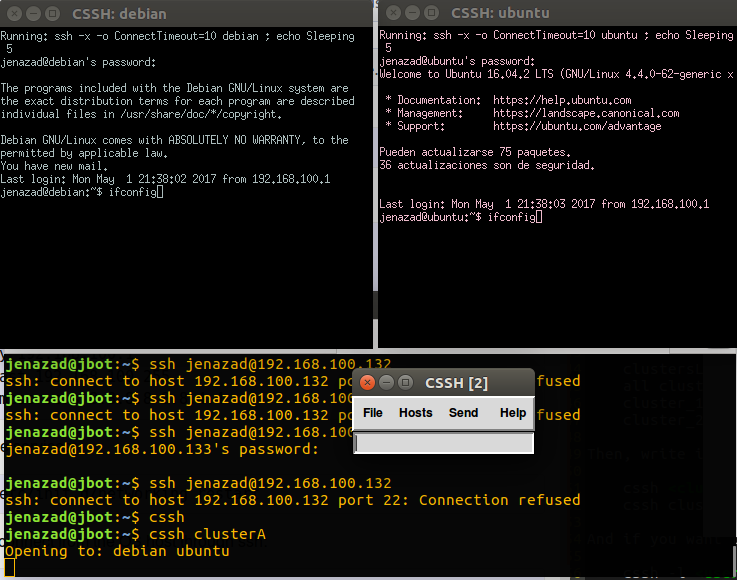 CSSH: debian
Running: ssh -x -o ConnectTimeout=10 debian ; echo Sleeping
5
jenazad@debian's password:
The programs included with the Debian GNU/Linux system are
the exact distribution terms for each program are described
individual files in /usr/share/doc/*/copyright.
Debian GNU/Linux comes with ABSOLUTELY NO WARRANTY, to the
permitted by applicable law.
You have new mail.
Last login: Mon May  1 21:38:02 2017 from 192.168.100.1
jenazad@debian:~$ ifconfig
CSSH: ubuntu
Running: ssh -x -o ConnectTimeout=10 ubuntu ; echo Sleeping
5
jenazad@ubuntu's password:
Welcome to Ubuntu 16.04.2 LTS (GNU/Linux 4.4.0-62-generic x
* Documentation:  https://help.ubuntu.com
* Management:     https://landscape.canonical.com
* Support:        https://ubuntu.com/advantage
Pueden actualizarse 75 paquetes.
36 actualizaciones son de seguridad.
Last login: Mon May  1 21:38:03 2017 from 192.168.100.1
jenazad@ubuntu:~$ ifconfig
jenazad@jbot:~$ ssh jenazad@192.168.100.132
ssh: connect to host 192.168.100.132 po fused
jenazad@jbot:~$ ssh jenazad@192.168.100
ssh: connect to host 192.168.100.132 po fused
jenazad@jbot:~$ ssh jenazad@192.168.100
jenazad@192.168.100.133's password:
jenazad@jbot:~$ ssh jenazad@192.168.100.132
ssh: connect to host 192.168.100.132 port 22: Connection refused
jenazad@jbot:~$ cssh
jenazad@jbot:~$ cssh clusterA
Opening to: debian ubuntu
CSSH [2]
File Hosts Send Help